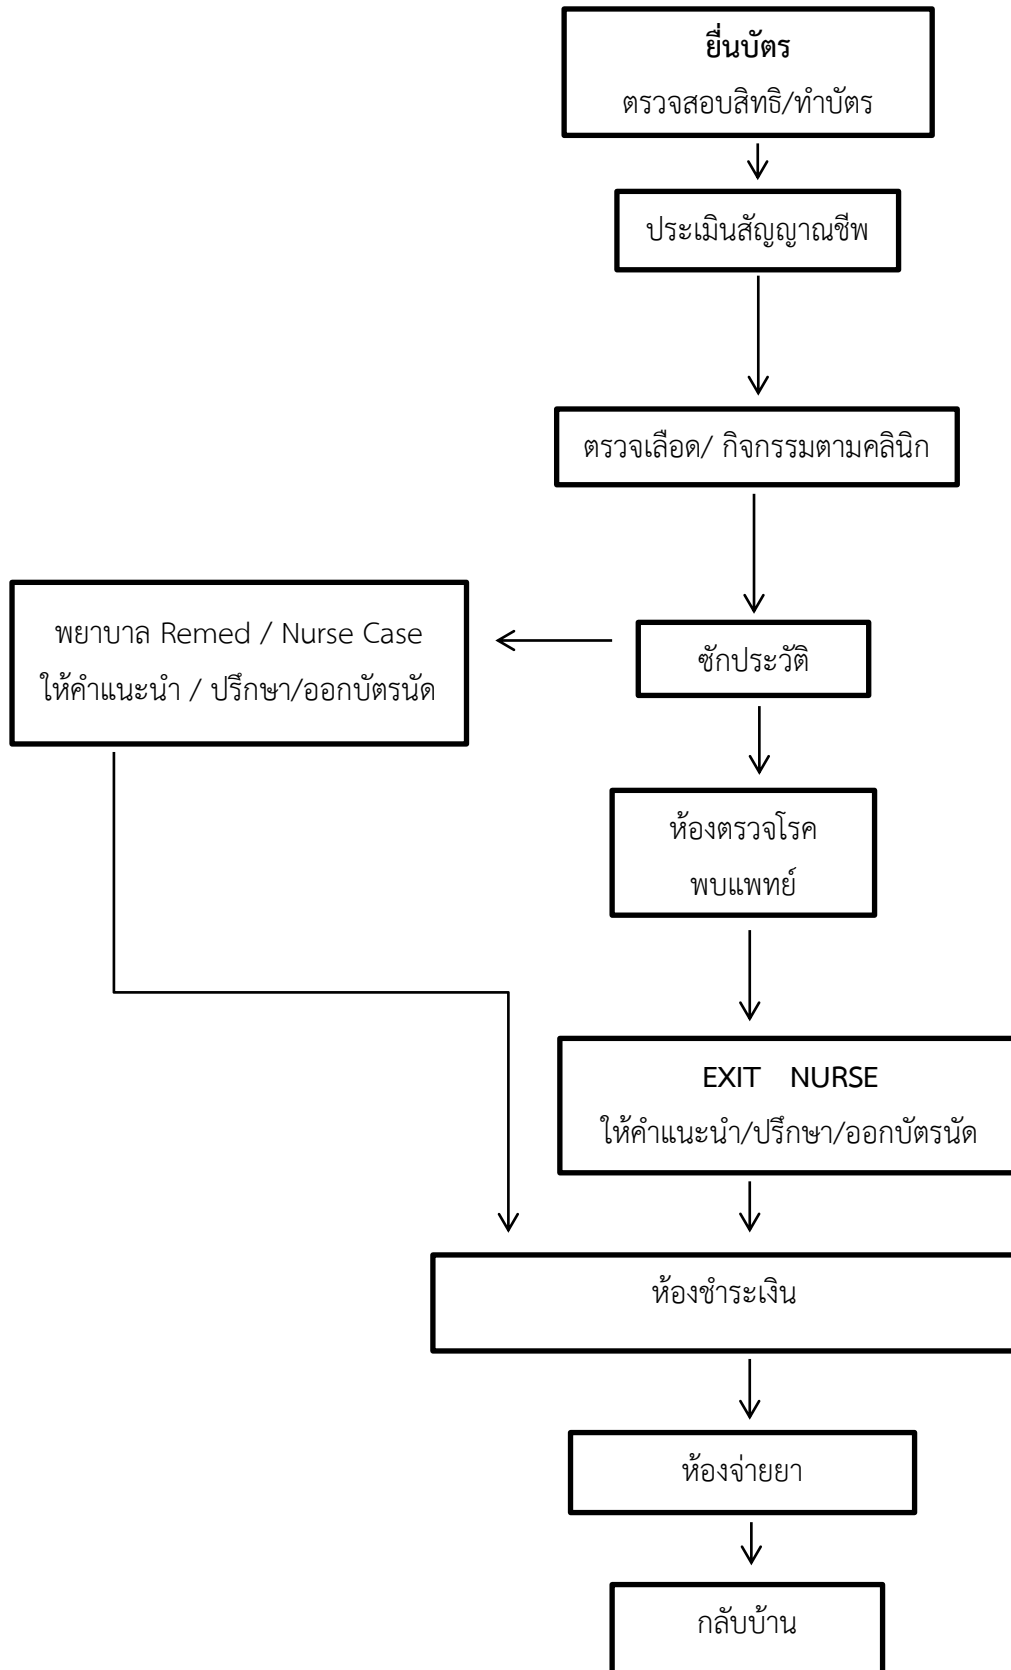 ยื่นบัตร
ตรวจสอบสิทธิ/ทำบัตร
ประเมินสัญญาณชีพ
ตรวจเลือด/ กิจกรรมตามคลินิก
พยาบาล Remed / Nurse Case
ให้คำแนะนำ / ปรึกษา/ออกบัตรนัด
ซักประวัติ
ห้องตรวจโรค
พบแพทย์
EXIT NURSE
ให้คำแนะนำ/ปรึกษา/ออกบัตรนัด
ห้องชำระเงิน
ห้องจ่ายยา
กลับบ้าน